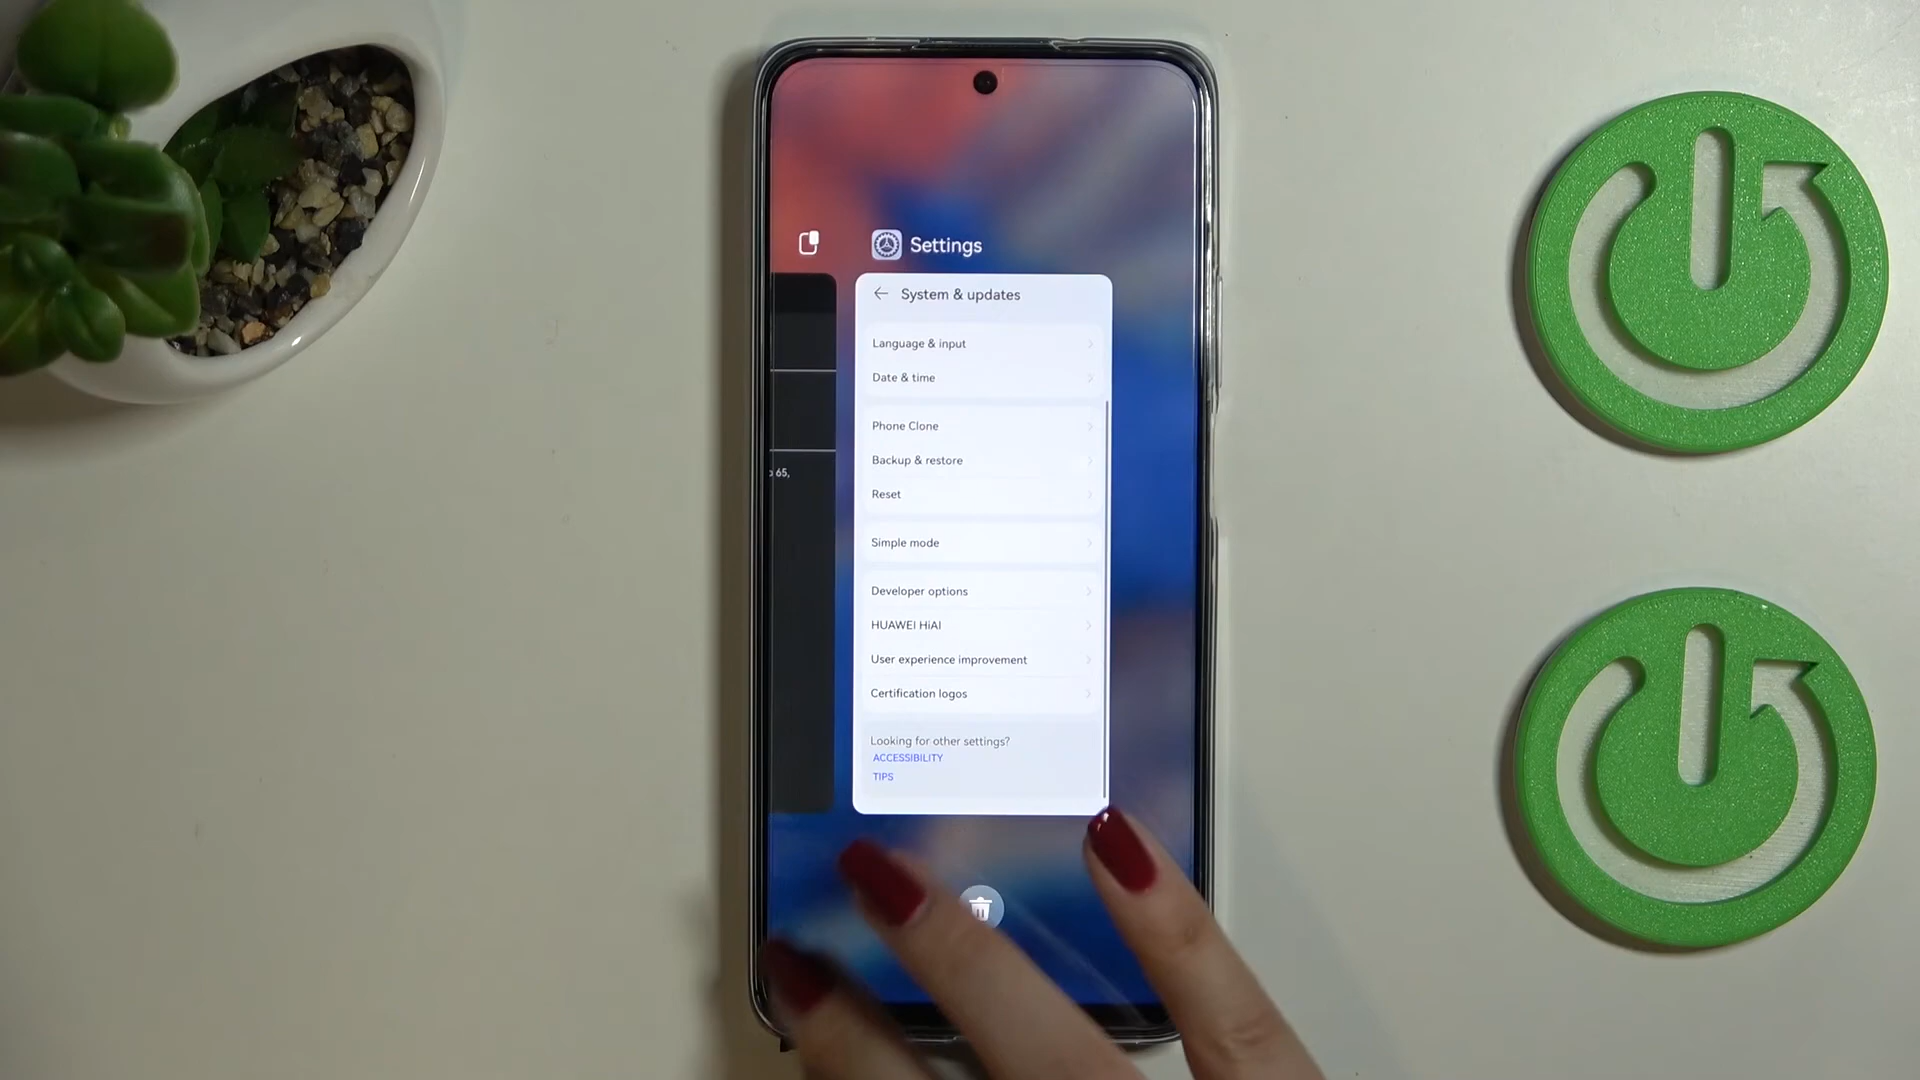 Settings
System & updates
Language & input
Date & time
Phone Clone
Backup & restore
65,
Reset
Simple mode
Developer options
HUAWEI HiAI
User experience improvement
Certification logos
Looking for other settings?
ACCESSIBILITY
TIPS